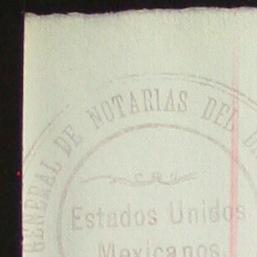 GENERAL DE NOTARIAS DEL
Estados Unidos
Mexicanos.